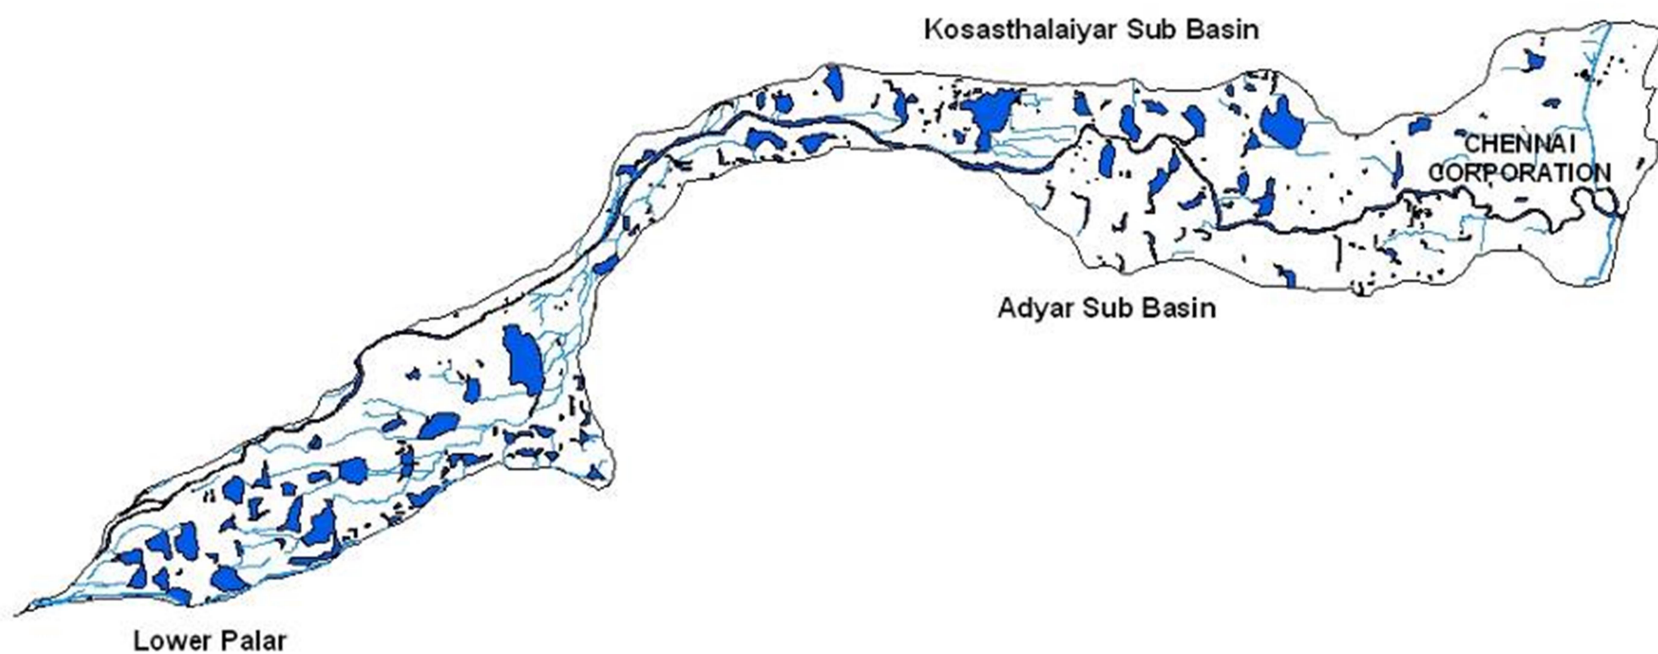 Kosasthalaiyar Sub Basin
CHENNAI
CORPORATION
Adyar Sub Basin
Lower Palar